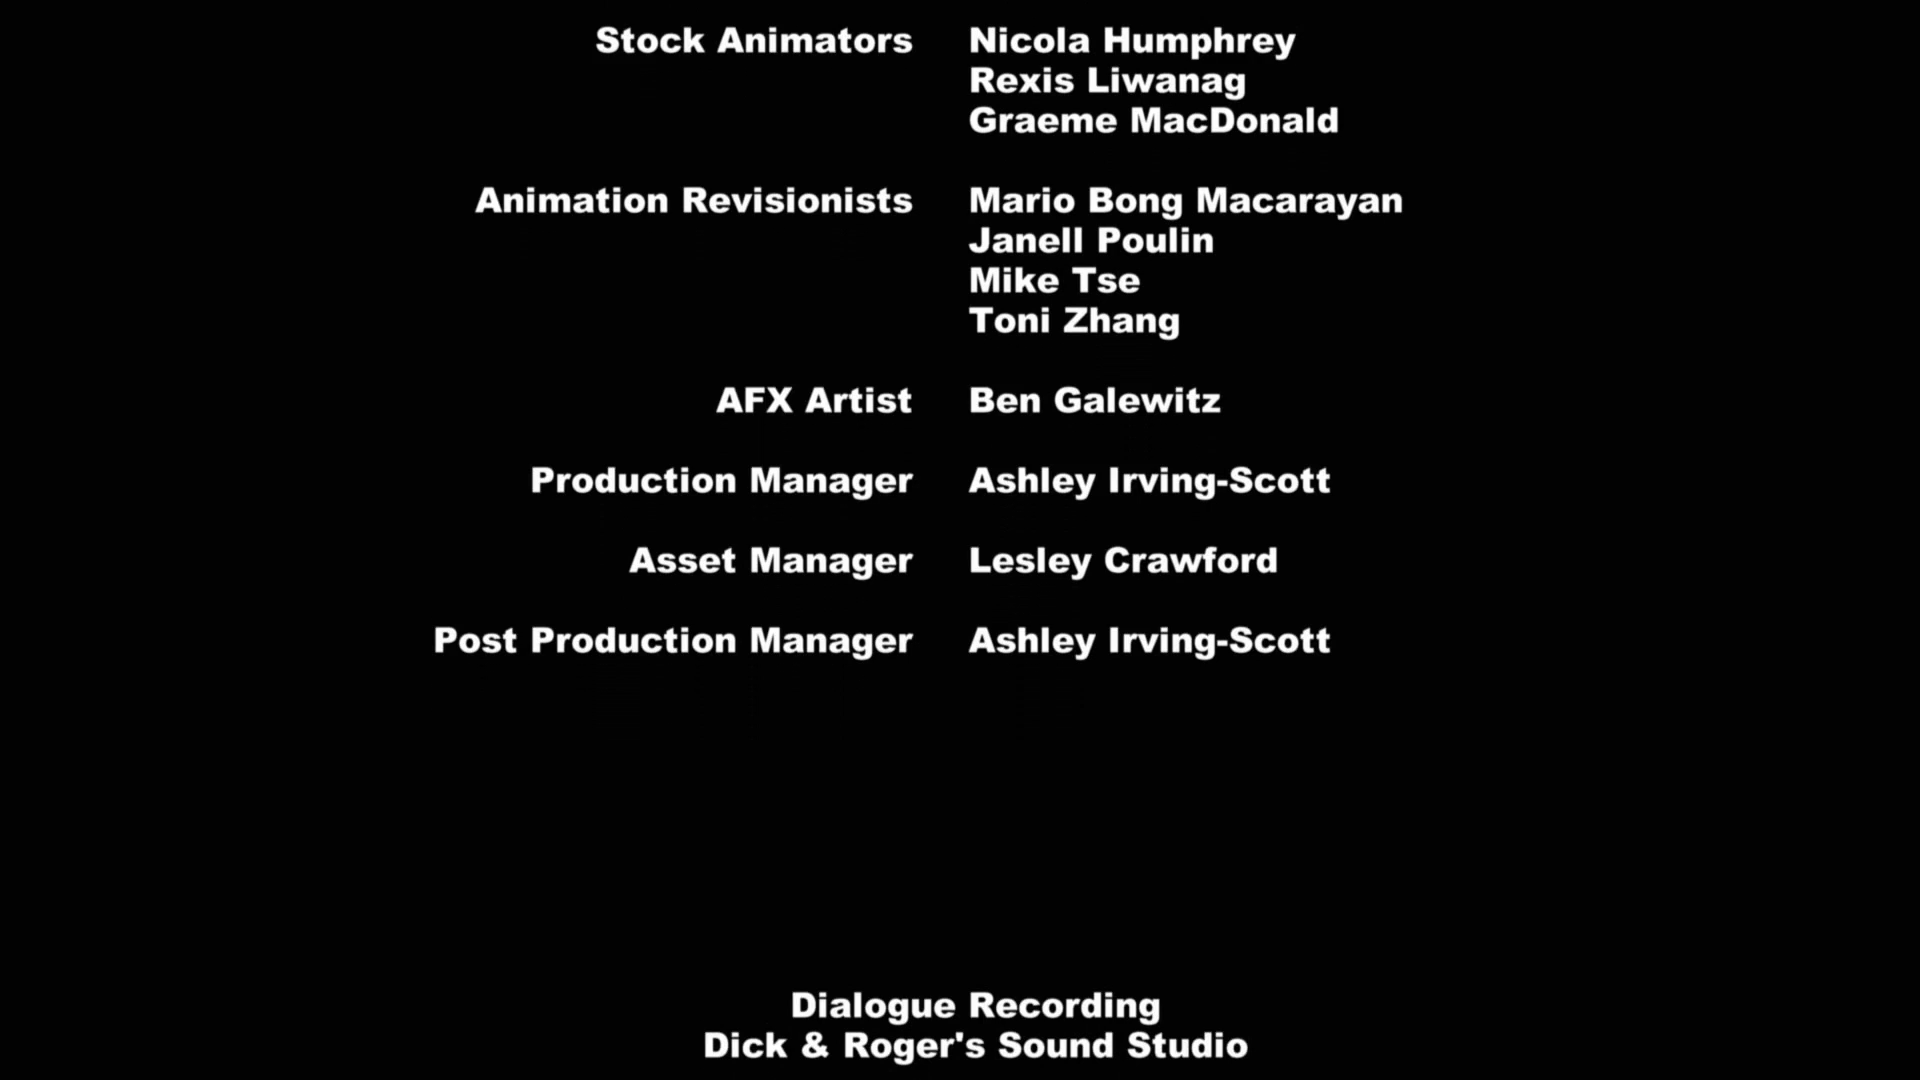 Stock Animators Nicola Humphrey
Rexis Liwanag
Graeme MacDonald
Animation Revisionists Mario Bong Macarayan
Janell Poulin
Mike Tse
Toni Zhang
AFX Artist Ben Galewitz
Production Manager Ashley Irving-Scott
Asset Manager Lesley Crawford
Post Production Manager Ashley Irving-Scott
Dialogue Recording
Dick & Roger's Sound Studio